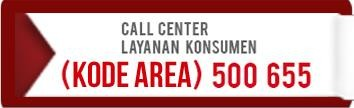 CALL CENTER
LAYANAN KONSUMEN
(KODE AREA) 500 655